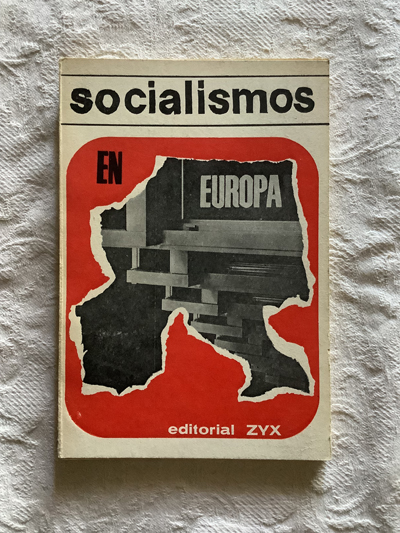 socialismos
EN
EUROPA
editorial ZYX